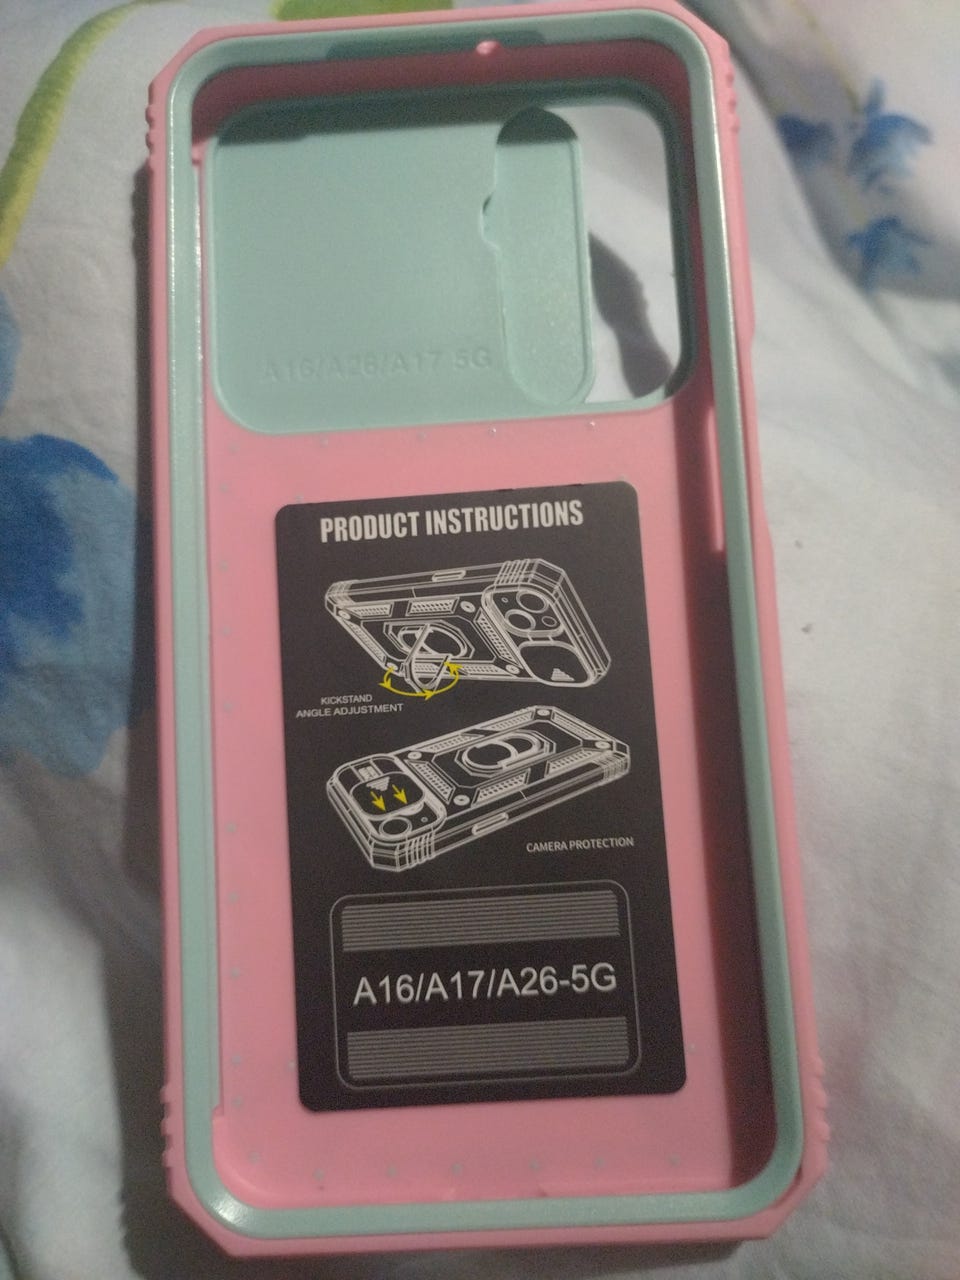 A16/A26/A17 5G
PRODUCT INSTRUCTIONS
KICKSTAND
ANGLE ADJUSTMENT
CAMERA PROTECTION
A16/A17/A26-5G